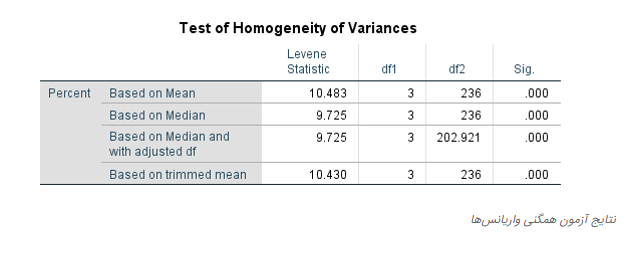 Test of Homogeneity of Variances
Levene
Statistic df1 df2 Sig.
Percent Based on Mean 10.483 3 236 .000
Based on Median 9.725 3 236 .000
Based on Median and
with adjusted df 9.725 3 202.921 .000
Based on trimmed mean 10.430 3 236 .000
نتایج آزمون همگنی واریانس‌ها